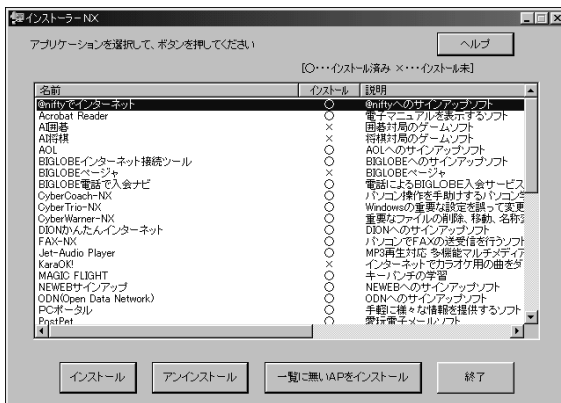 インストーラーNX
アプリケーションを選択して、ボタンを押してください
ヘルプ
[○・・・インストール済み ×・・・インストール未]
名前 インストール 説明
@niftyでインターネット ○ @niftyへのサインアップソフト
Acrobat Reader ○ 電子マニュアルを表示するソフト
AI囲碁 × 囲碁対局のゲームソフト
AI将棋 × 将棋対局のゲームソフト
AOL ○ AOLへのサインアップソフト
BIGLOBEインターネット接続ツール ○ BIGLOBEへのサインアップソフト
BIGLOBEページャ × BIGLOBEページャ
BIGLOBE電話で入会ナビ ○ 電話によるBIGLOBE入会サービス
CyberCoach-NX ○ パソコン操作を手助けするパソコン学
CyberTrio-NX ○ Windowsの重要な設定を誤って変更
CyberWarner-NX ○ 重要なファイルの削除、移動、名称変
DIONかんたんインターネット ○ DIONへのサインアップソフト
FAX-NX ○ パソコンでFAXの送受信を行うソフト
Jet-Audio Player ○ MP3再生対応 多機能マルチメディア
KaraOK! × インターネットでカラオケ用の曲をダ
MAGIC FLIGHT ○ キーパンチの学習
NEWEBサインアップ ○ NEWEBへのサインアップソフト
ODN(Open Data Network) ○ ODNへのサインアップソフト
PCポータル ○ 手軽に様々な情報を提供するソフト
PostPet ○ 愛玩電子メールソフト
インストール アンインストール 一覧に無いAPをインストール 終了